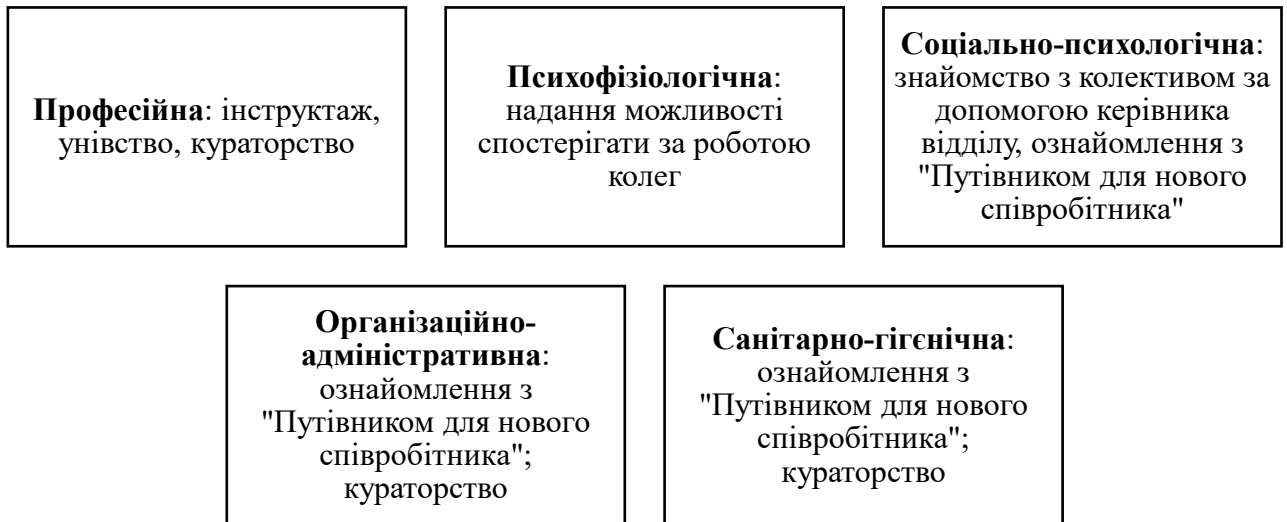 Професійна: інструктаж,
унівство, кураторство
Психофізіологічна:
надання можливості
спостерігати за роботою
колег
Соціально-психологічна:
знайомство з колективом за
допомогою керівника
відділу, ознайомлення з
"Путівником для нового
співробітника"
Організаційно-
адміністративна:
ознайомлення з
"Путівником для нового
співробітника";
кураторство
Санітарно-гігєнічна:
ознайомлення з
"Путівником для нового
співробітника";
кураторство